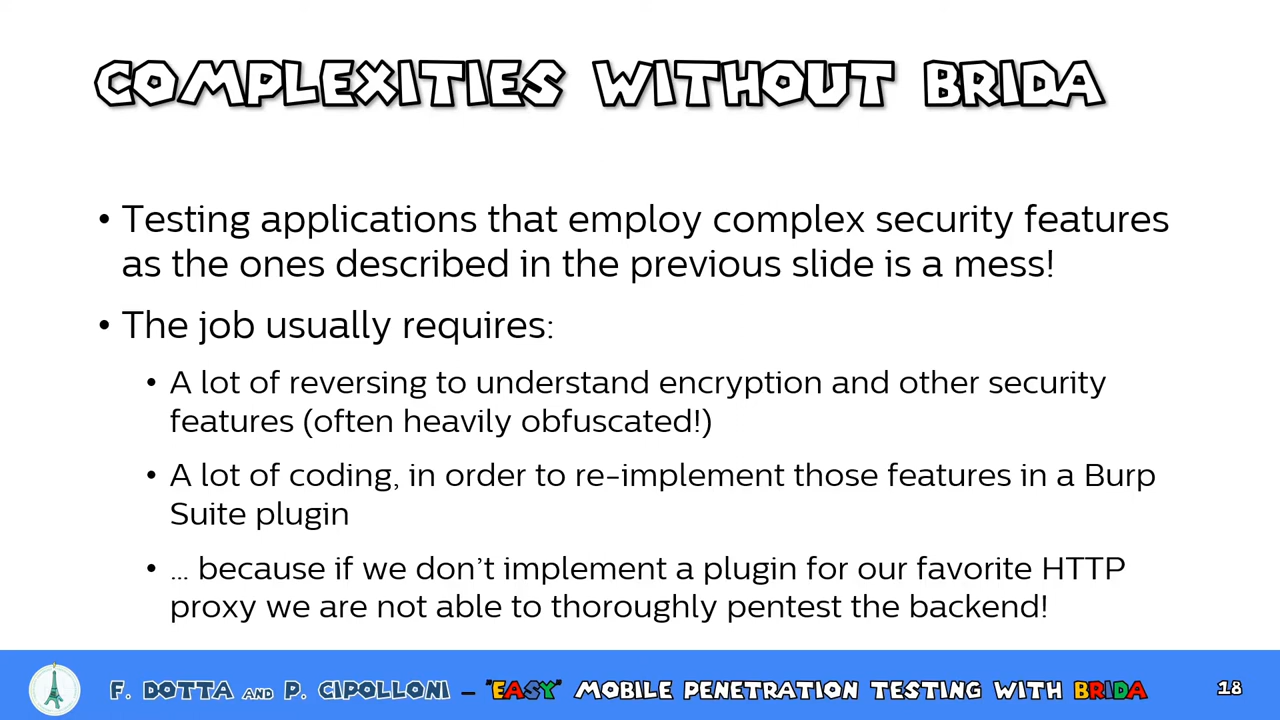 COMPLEXITIES WITHOUT BRIDA
• Testing applications that employ complex security features
as the ones described in the previous slide is a mess!
• The job usually requires:
• A lot of reversing to understand encryption and other security
features (often heavily obfuscated!)
• A lot of coding, in order to re-implement those features in a Burp
Suite plugin
• … because if we don’t implement a plugin for our favorite HTTP
proxy we are not able to thoroughly pentest the backend!
F. DOTTA AND P. CIPOLLONI – "EASY" MOBILE PENETRATION TESTING WITH BRIDA 18